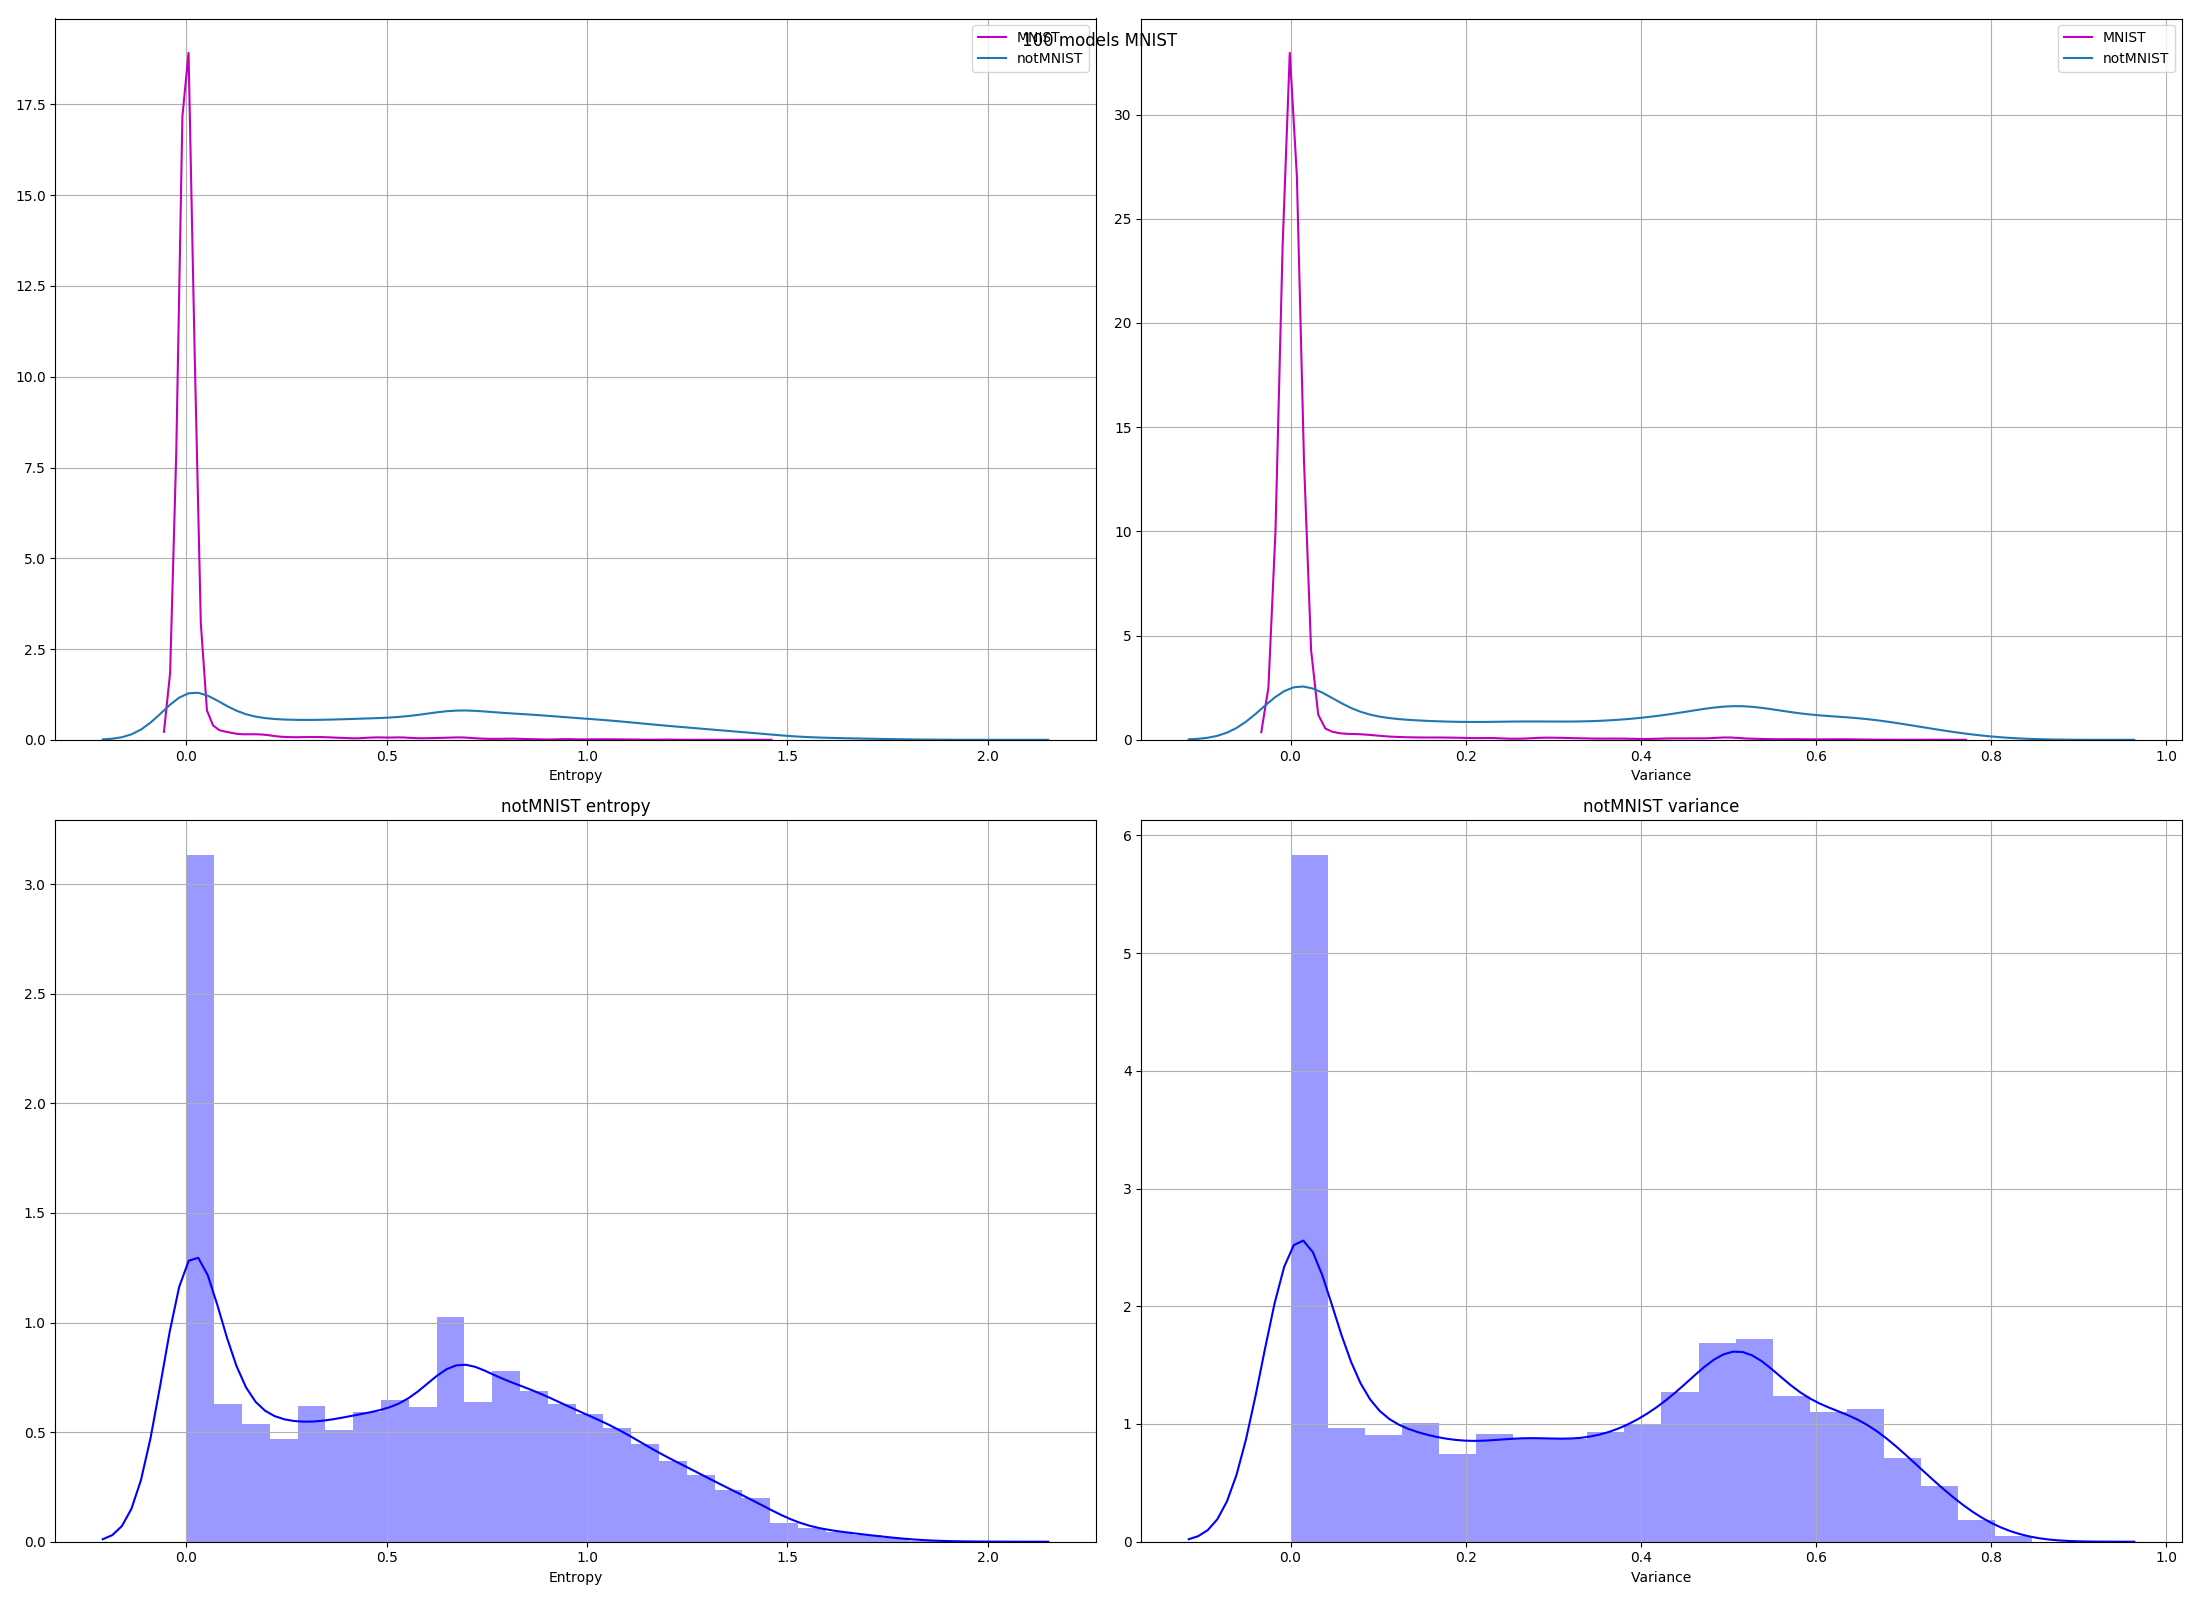 100 models MNIST
MNIST
notMNIST
17.5
15.0
12.5
10.0
7.5
5.0
2.5
0.0
0.0 0.5 1.0 1.5 2.0
Entropy
MNIST
notMNIST
30
25
20
15
10
5
0
0.0 0.2 0.4 0.6 0.8 1.0
Variance
notMNIST entropy
3.0
2.5
2.0
1.5
1.0
0.5
0.0
0.0 0.5 1.0 1.5 2.0
Entropy
notMNIST variance
6
5
4
3
2
1
0
0.0 0.2 0.4 0.6 0.8 1.0
Variance